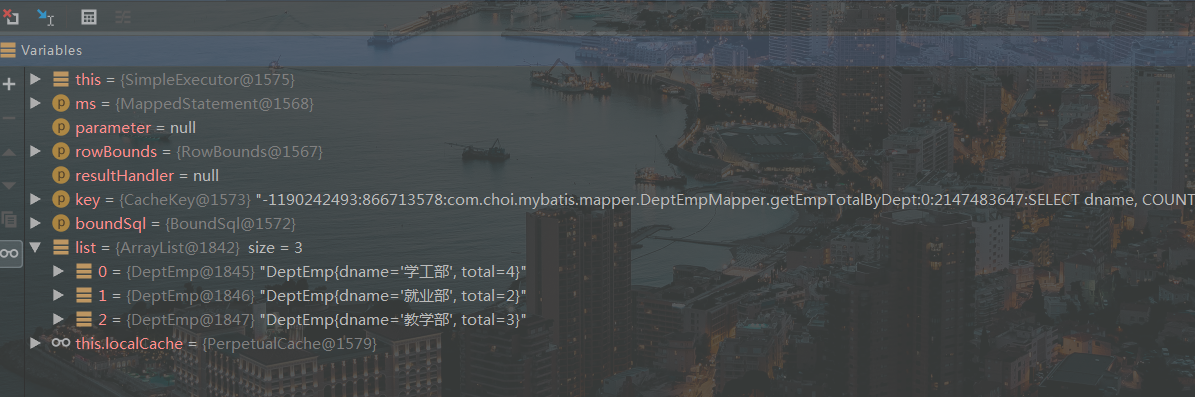 Variables
this = {SimpleExecutor@1575}
p ms = {MappedStatement@1568}
p parameter = null
p rowBounds = {RowBounds@1567}
p resultHandler = null
p key = {CacheKey@1573} "-1190242493:866713578:com.choi.mybatis.mapper.DeptEmpMapper.getEmpTotalByDept:0:2147483647:SELECT dname, COUNT
p boundSql = {BoundSql@1572}
list = {ArrayList@1842} size = 3
0 = {DeptEmp@1845} "DeptEmp{dname='学工部', total=4}"
1 = {DeptEmp@1846} "DeptEmp{dname='就业部', total=2}"
2 = {DeptEmp@1847} "DeptEmp{dname='教学部', total=3}"
this.localCache = {PerpetualCache@1579}